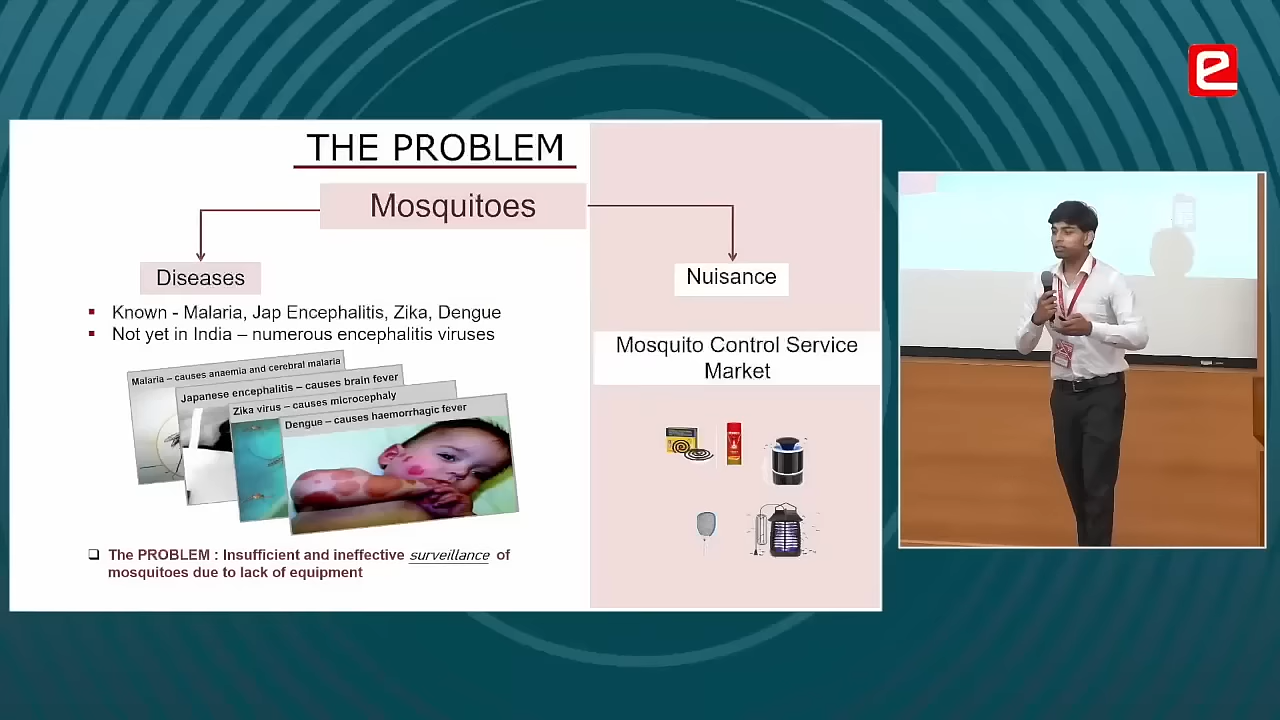 THE PROBLEM
Mosquitoes
Diseases
▪ Known - Malaria, Jap Encephalitis, Zika, Dengue
▪ Not yet in India – numerous encephalitis viruses
Malaria – causes anaemia and cerebral malaria
Japanese encephalitis – causes brain fever
Zika virus – causes microcephaly
Dengue – causes haemorrhagic fever
❑ The PROBLEM : Insufficient and ineffective surveillance of
mosquitoes due to lack of equipment
Nuisance
Mosquito Control Service
Market
e